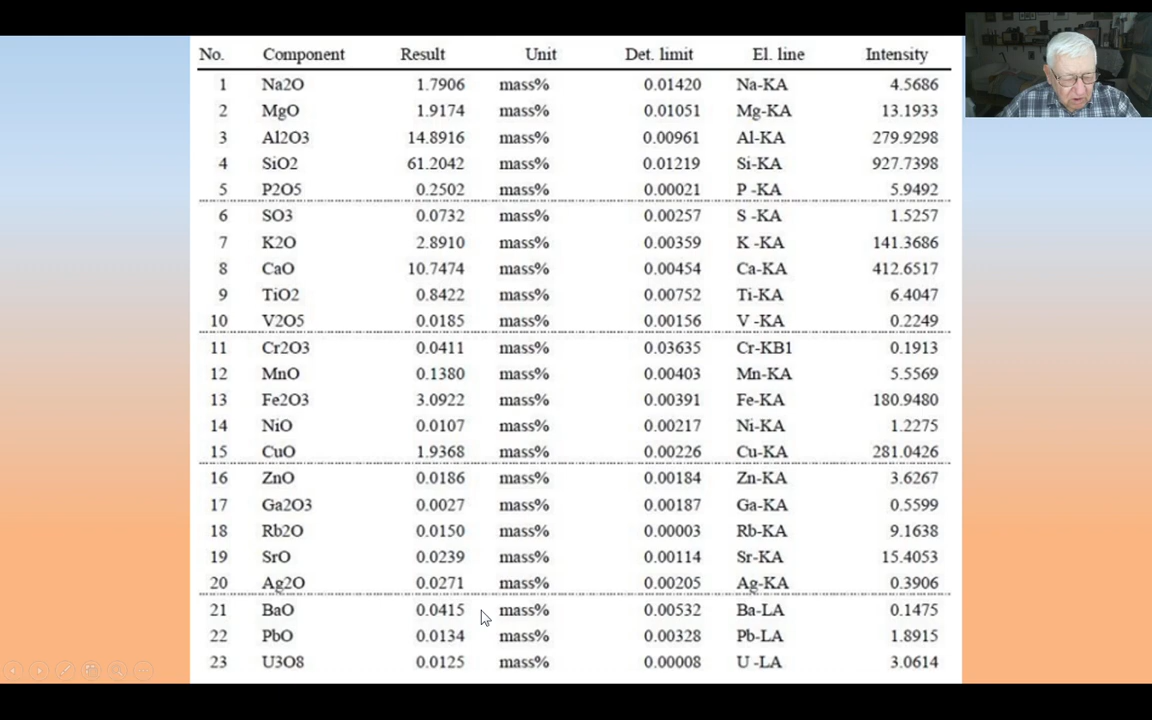 No. Component Result Unit Det. limit El. line Intensity
1 Na2O 1.7906 mass% 0.01420 Na-KA 4.5686
2 MgO 1.9174 mass% 0.01051 Mg-KA 13.1933
3 Al2O3 14.8916 mass% 0.00961 Al-KA 279.9298
4 SiO2 61.2042 mass% 0.01219 Si-KA 927.7398
5 P2O5 0.2502 mass% 0.00021 P -KA 5.9492
6 SO3 0.0732 mass% 0.00257 S -KA 1.5257
7 K2O 2.8910 mass% 0.00359 K -KA 141.3686
8 CaO 10.7474 mass% 0.00454 Ca-KA 412.6517
9 TiO2 0.8422 mass% 0.00752 Ti-KA 6.4047
10 V2O5 0.0185 mass% 0.00156 V -KA 0.2249
11 Cr2O3 0.0411 mass% 0.03635 Cr-KB1 0.1913
12 MnO 0.1380 mass% 0.00403 Mn-KA 5.5569
13 Fe2O3 3.0922 mass% 0.00391 Fe-KA 180.9480
14 NiO 0.0107 mass% 0.00217 Ni-KA 1.2275
15 CuO 1.9368 mass% 0.00226 Cu-KA 281.0426
16 ZnO 0.0186 mass% 0.00184 Zn-KA 3.6267
17 Ga2O3 0.0027 mass% 0.00187 Ga-KA 0.5599
18 Rb2O 0.0150 mass% 0.00003 Rb-KA 9.1638
19 SrO 0.0239 mass% 0.00114 Sr-KA 15.4053
20 Ag2O 0.0271 mass% 0.00205 Ag-KA 0.3906
21 BaO 0.0415 mass% 0.00532 Ba-LA 0.1475
22 PbO 0.0134 mass% 0.00328 Pb-LA 1.8915
23 U3O8 0.0125 mass% 0.00008 U -LA 3.0614